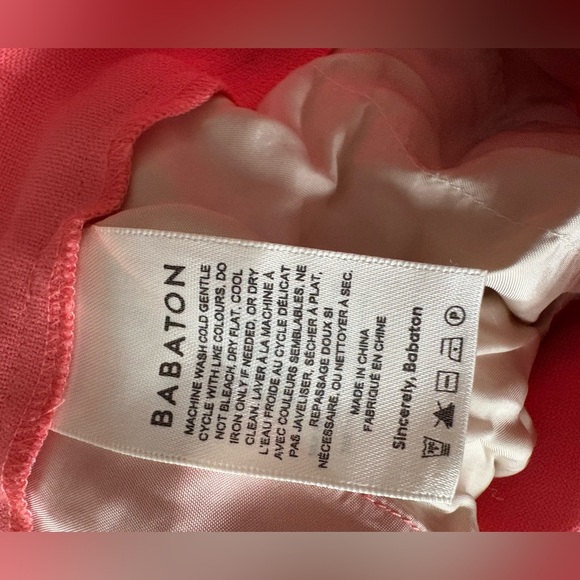 BABATON
MACHINE WASH COLD GENTLE
CYCLE WITH LIKE COLOURS, DO
NOT BLEACH, DRY FLAT, COOL
IRON ONLY IF NEEDED, OR DRY
CLEAN. LAVER À LA MACHINE À
L'EAU FROIDE AU CYCLE DÉLICAT
AVEC COULEURS SEMBLABLES, NE
PAS JAVELISER, SÉCHER À PLAT,
REPASSAGE DOUX SI
NÉCESSAIRE, OU NETTOYER À SEC.
MADE IN CHINA
FABRIQUÉ EN CHINE
Sincerely, Babaton